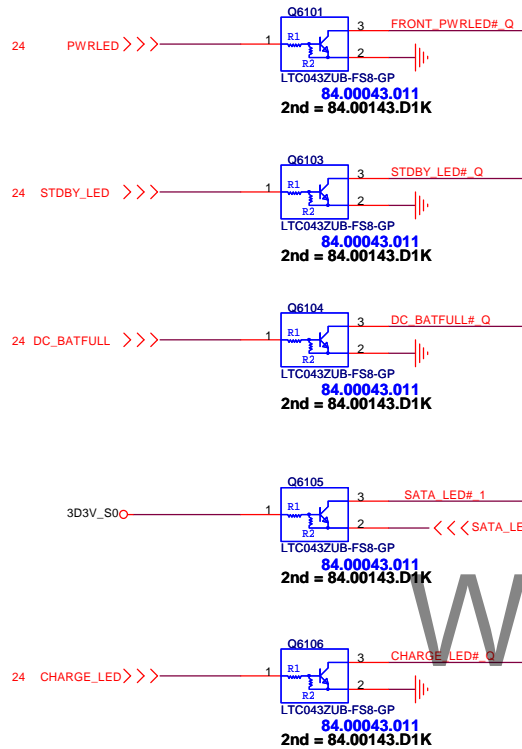 Q6101
24 PWRLED 1 R1 R2 3 FRONT_PWRLED#_Q
2
LTC043ZUB-FS8-GP
84.00043.011
2nd = 84.00143.D1K
Q6103
24 STDBY_LED 1 R1 R2 3 STDBY_LED#_Q
2
LTC043ZUB-FS8-GP
84.00043.011
2nd = 84.00143.D1K
Q6104
24 DC_BATFULL 1 R1 R2 3 DC_BATFULL#_Q
2
LTC043ZUB-FS8-GP
84.00043.011
2nd = 84.00143.D1K
Q6105
3D3V_S0 1 R1 R2 3 SATA_LED#_1
2 SATA_LE
LTC043ZUB-FS8-GP
84.00043.011
2nd = 84.00143.D1K
W
Q6106
24 CHARGE_LED 1 R1 R2 3 CHARGE_LED#_Q
2
LTC043ZUB-FS8-GP
84.00043.011
2nd = 84.00143.D1K